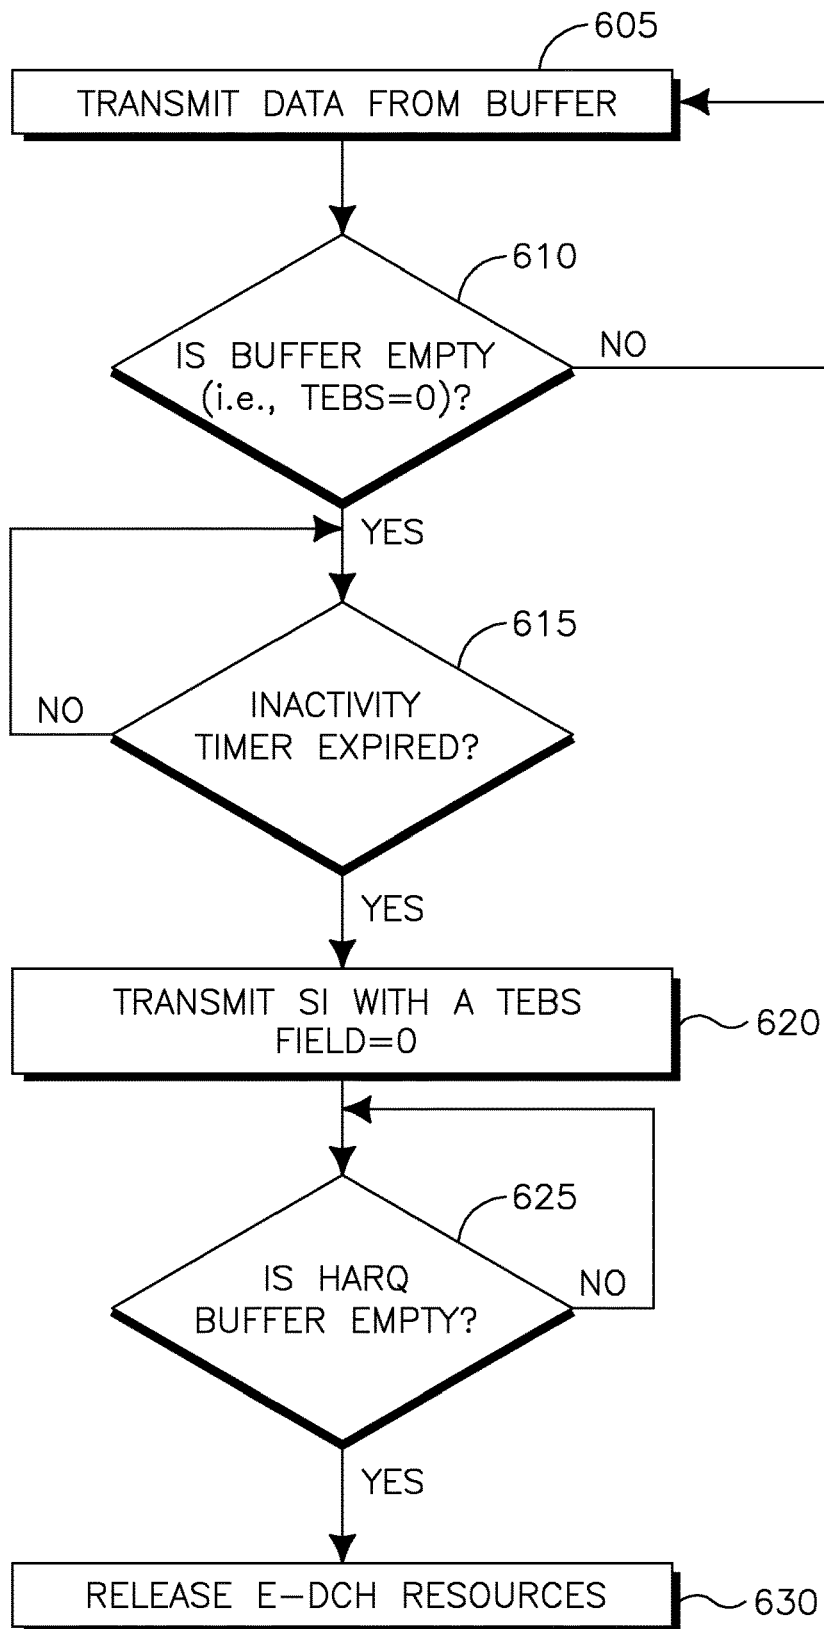 605
TRANSMIT DATA FROM BUFFER
610
IS BUFFER EMPTY
(i.e., TEBS=0)?
NO
YES
615
INACTIVITY
TIMER EXPIRED?
NO
YES
TRANSMIT SI WITH A TEBS
FIELD=0
620
625
IS HARQ
BUFFER EMPTY?
NO
YES
RELEASE E-DCH RESOURCES
630